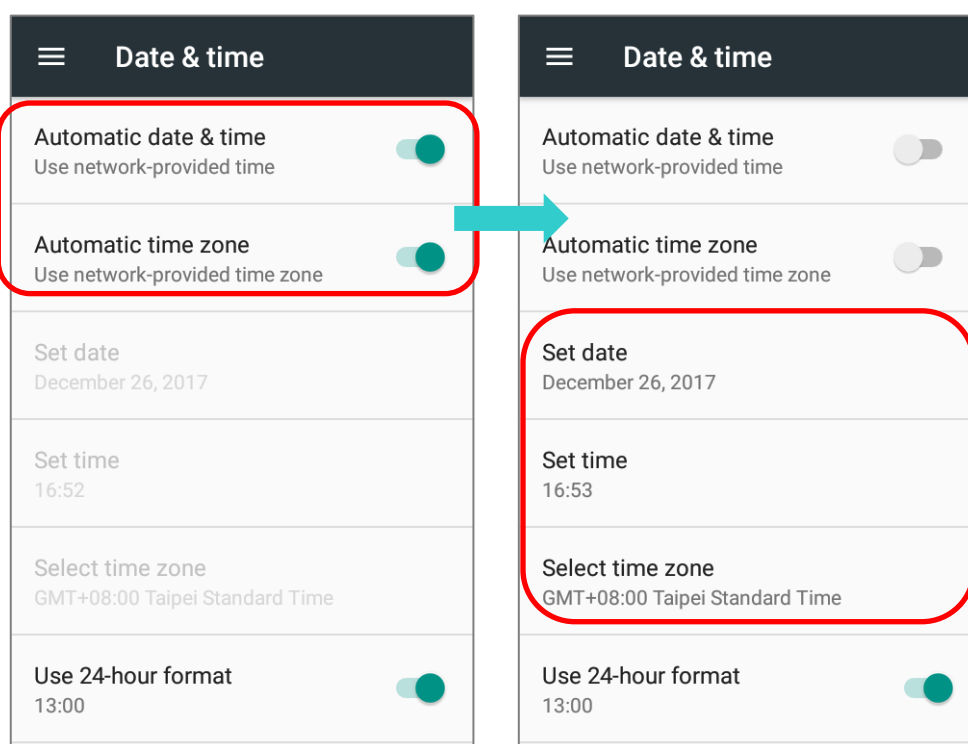 Date & time
Automatic date & time
Use network-provided time
Automatic time zone
Use network-provided time zone
Set date
December 26, 2017
Set time
16:52
Select time zone
GMT+08:00 Taipei Standard Time
Use 24-hour format
13:00
Date & time
Automatic date & time
Use network-provided time
Automatic time zone
Use network-provided time zone
Set date
December 26, 2017
Set time
16:53
Select time zone
GMT+08:00 Taipei Standard Time
Use 24-hour format
13:00